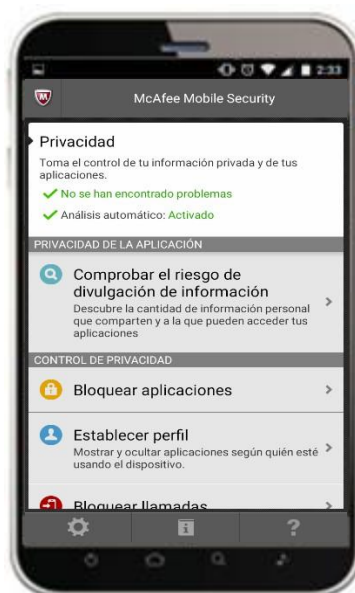 2:33
McAfee Mobile Security
Privacidad
Toma el control de tu información privada y de tus
aplicaciones.
No se han encontrado problemas
Análisis automático: Activado
PRIVACIDAD DE LA APLICACIÓN
Comprobar el riesgo de
divulgación de información
Descubre la cantidad de información personal
que comparten y a la que pueden acceder tus
aplicaciones
CONTROL DE PRIVACIDAD
Bloquear aplicaciones
Establecer perfil
Mostrar y ocultar aplicaciones según quién esté
usando el dispositivo.
Bloquear llamadas
?